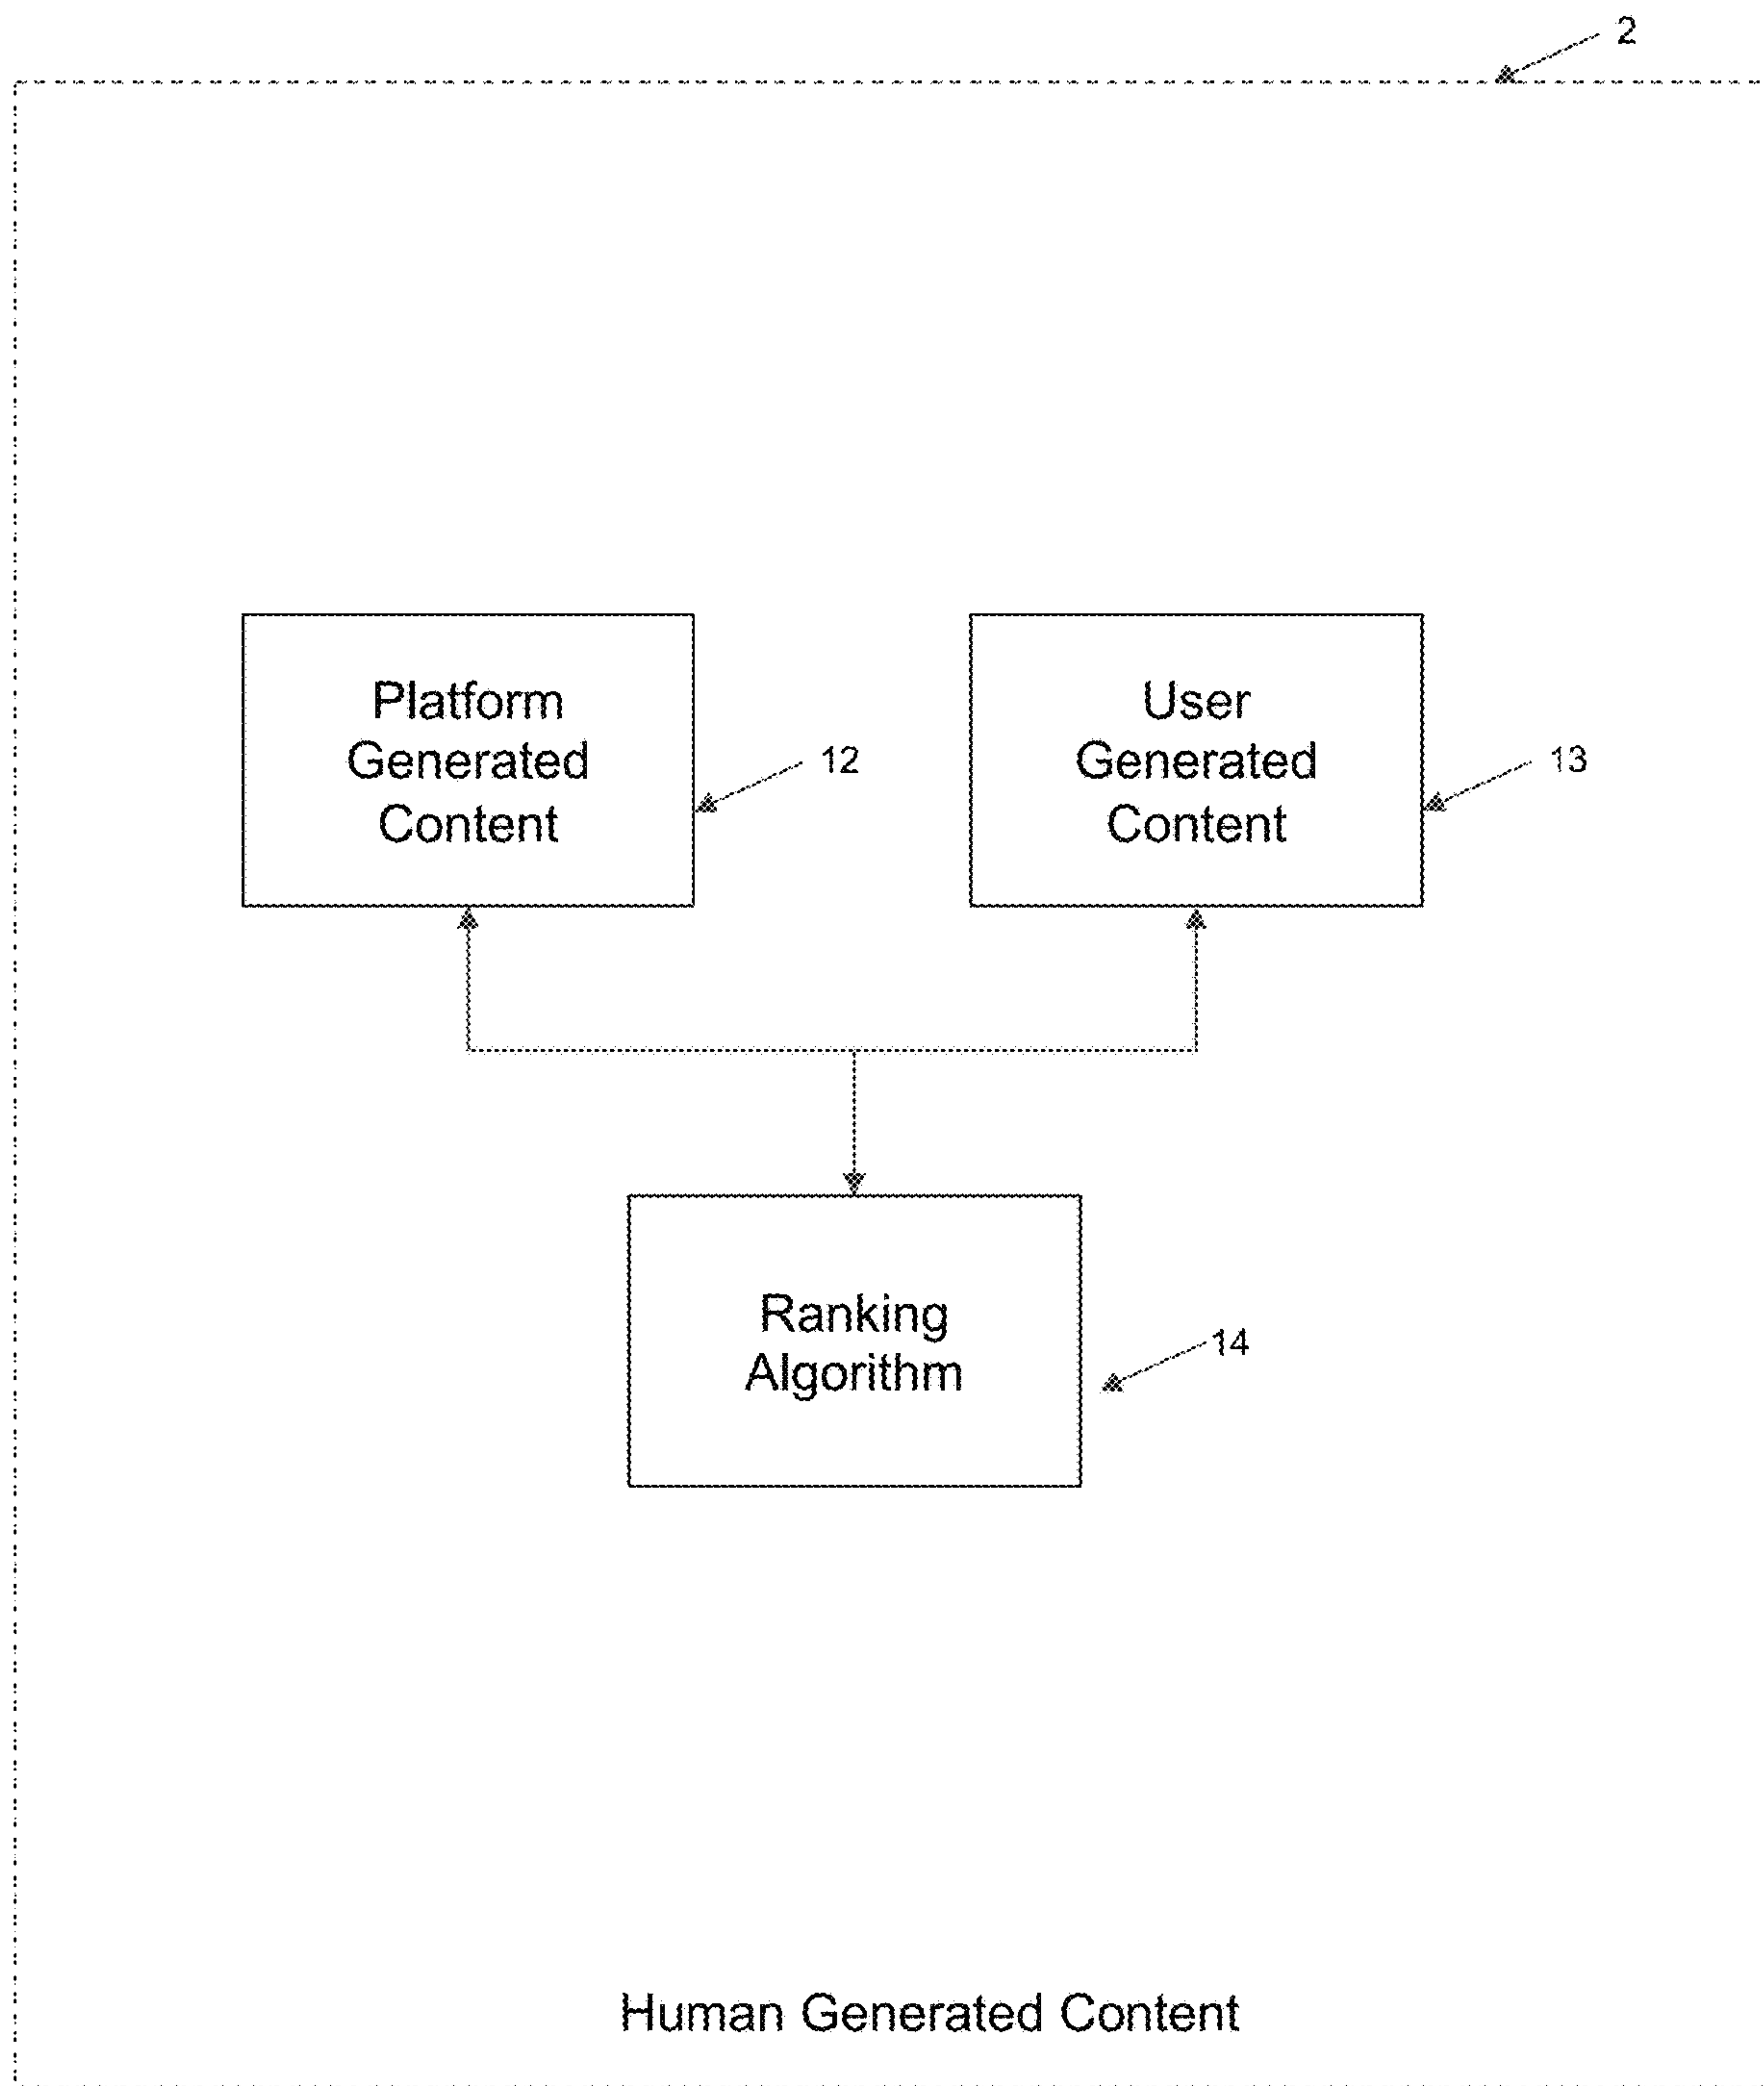 2
Platform
Generated
Content
12
User
Generated
Content
13
Ranking
Algorithm
14
Human Generated Content